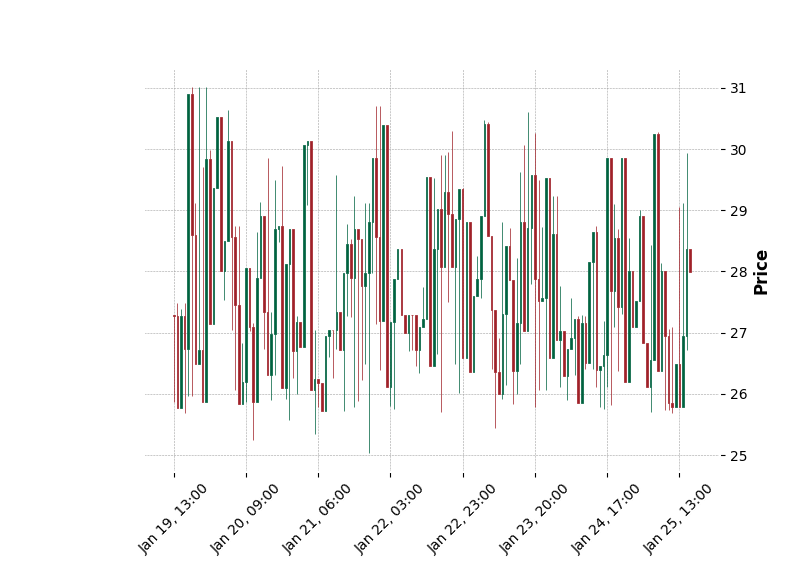 31
30
29
28
27
26
25
Price
Jan 19, 13:00
Jan 20, 09:00
Jan 21, 06:00
Jan 22, 03:00
Jan 22, 23:00
Jan 23, 20:00
Jan 24, 17:00
Jan 25, 13:00